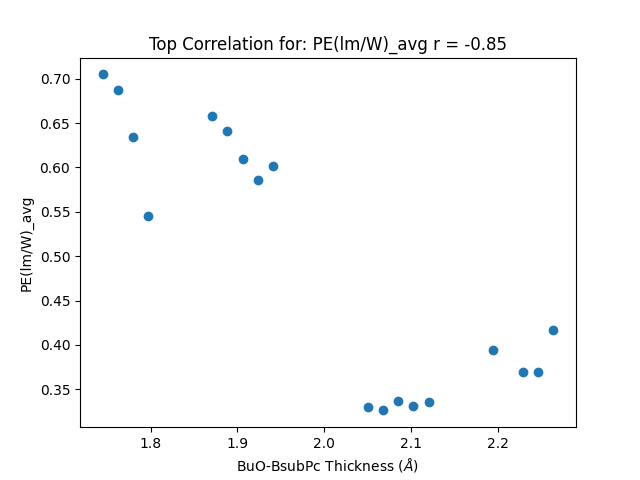 Top Correlation for: PE(lm/W)_avg r = -0.85
PE(lm/W)_avg
0.70
0.65
0.60
0.55
0.50
0.45
0.40
0.35
1.8 1.9 2.0 2.1 2.2
BuO-BsubPc Thickness (Å)